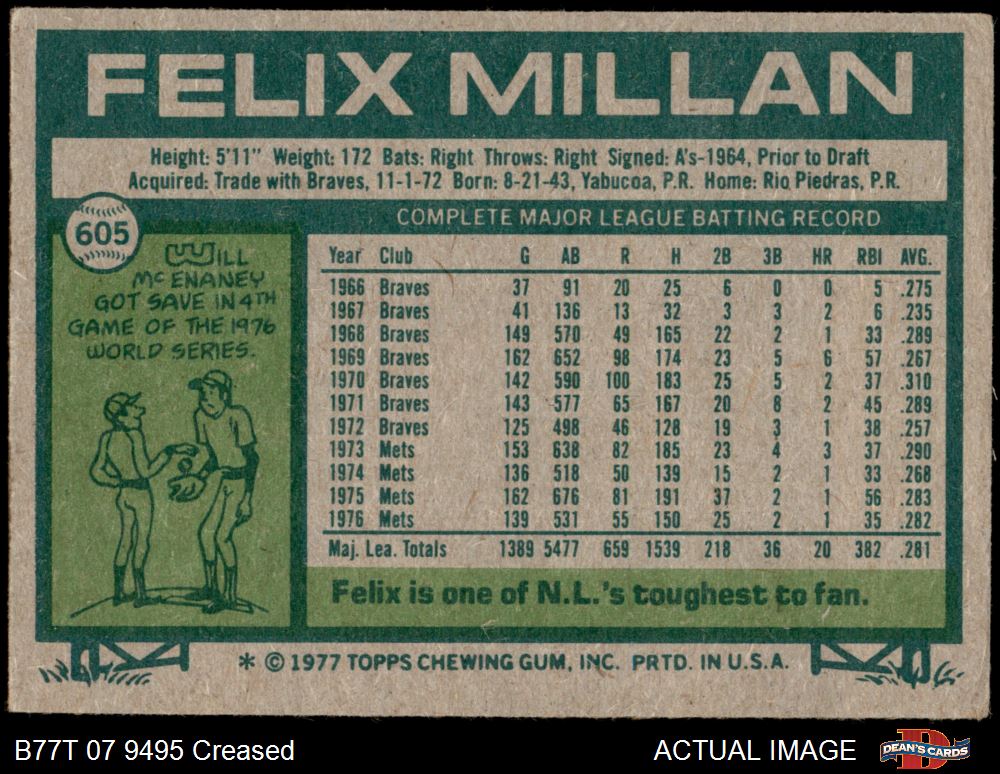 FELIX MILLAN
Height: 5'11" Weight: 172 Bats: Right Throws: Right Signed: A's-1964, Prior to Draft
Acquired: Trade with Braves, 11-1-72 Born: 8-21-43, Yabucoa, P.R. Home: Rio Piedras, P.R.
605
WILL
MC ENANEY
GOT SAVE IN 4TH
GAME OF THE 1976
WORLD SERIES.
COMPLETE MAJOR LEAGUE BATTING RECORD
Year Club G AB R H 2B 3B HR RBI AVG.
1966 Braves 37 91 20 25 6 0 0 5 .275
1967 Braves 41 136 13 32 3 3 2 6 .235
1968 Braves 149 570 49 165 22 2 1 33 .289
1969 Braves 162 652 98 174 23 5 6 57 .267
1970 Braves 142 590 100 183 25 5 2 37 .310
1971 Braves 143 577 65 167 20 8 2 45 .289
1972 Braves 125 498 46 128 19 3 1 38 .257
1973 Mets 153 638 82 185 23 4 3 37 .290
1974 Mets 136 518 50 139 15 2 1 33 .268
1975 Mets 162 676 81 191 37 2 1 56 .283
1976 Mets 139 531 55 150 25 2 1 35 .282
Maj. Lea. Totals 1389 5477 659 1539 218 36 20 382 .281
Felix is one of N.L.'s toughest to fan.
* © 1977 TOPPS CHEWING GUM, INC. PRTD. IN U.S.A.
B77T 07 9495 Creased
ACTUAL IMAGE
DEAN'S CARDS